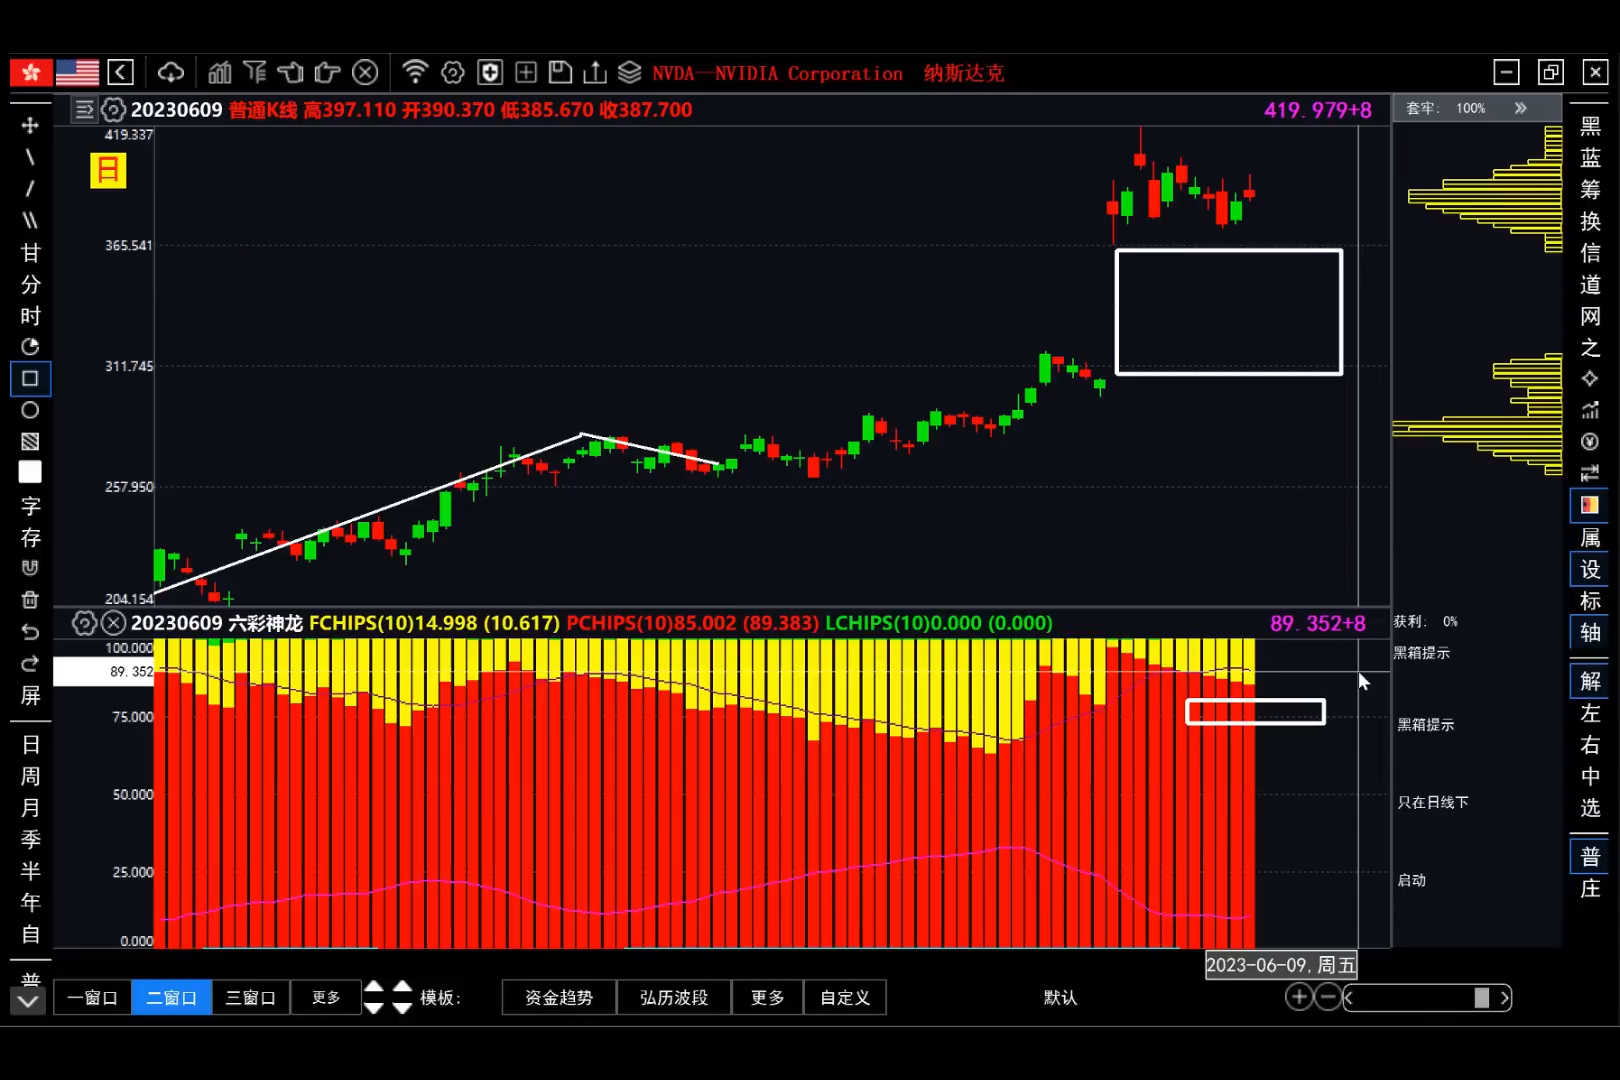 NVDA—NVIDIA Corporation 纳斯达克
20230609 普通K线 高397.110 开390.370 低385.670 收387.700
419.979+8
套牢: 100%
419.337
日
365.541
311.745
257.950
204.154
甘
分
时
字
存
屏
日
周
月
季
半
年
自
普
20230609 六彩神龙 FCHIPS(10)14.998 (10.617) PCHIPS(10)85.002 (89.383) LCHIPS(10)0.000 (0.000)
89.352+8
100.000
89.352
75.000
50.000
25.000
0.000
获利: 0%
黑箱提示
黑箱提示
只在日线下
启动
黑
蓝
筹
换
信
道
网
之
属
设
标
轴
解
左
右
中
选
普
庄
2023-06-09,周五
一窗口 二窗口 三窗口 更多 模板: 资金趋势 弘历波段 更多 自定义 默认